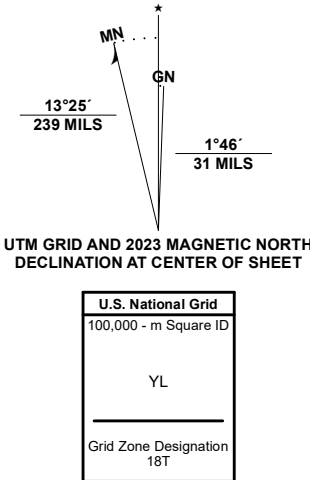 ★
MN
GN
13°25´
239 MILS
1°46´
31 MILS
UTM GRID AND 2023 MAGNETIC NORTH
DECLINATION AT CENTER OF SHEET
U.S. National Grid
100,000 - m Square ID
YL
Grid Zone Designation
18T